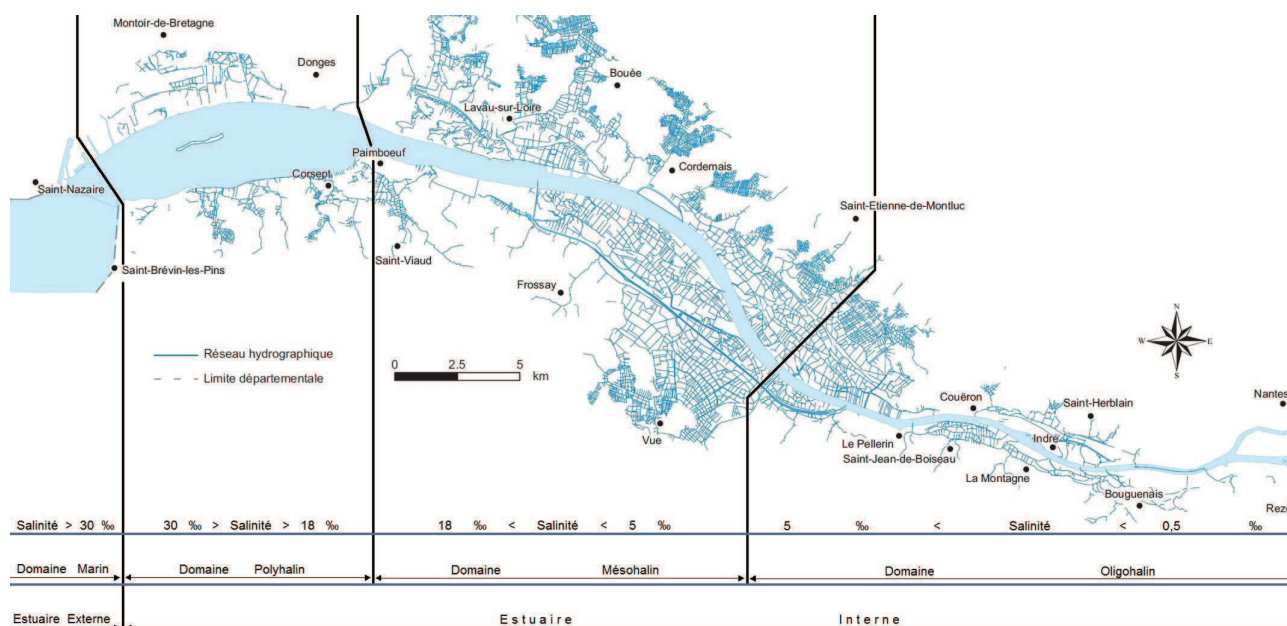 Montoir-de-Bretagne
Donges
Bouée
Lavau-sur-Loire
Paimboeuf
Cordemais
Corsept
Saint-Nazaire
Saint-Etienne-de-Montluc
Saint-Viaud
Saint-Brévin-les-Pins
Frossay
N
W E
S
Réseau hydrographique
Limite départementale
0 2.5 5
km
Couëron
Saint-Herblain
Nantes
Vue
Le Pellerin
Indre
Saint-Jean-de-Boiseau
La Montagne
Bouguenais
Rezé
Salinité > 30 ‰ 30 ‰ > Salinité > 18 ‰ 18 ‰ < Salinité < 5 ‰ 5 ‰ < Salinité < 0,5 ‰
Domaine Marin Domaine Polyhalin Domaine Mésohalin Domaine Oligohalin
Estuaire Externe Estuaire Interne